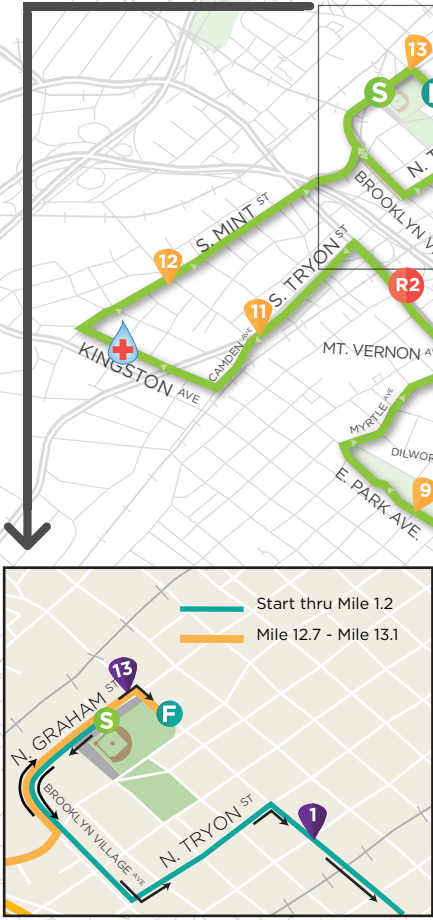 13
S
N. T
BROOKLYN V
S. MINT ST
S. TRYON ST
12
R2
11
CAMDEN AVE
MT. VERNON AV
KINGSTON AVE
MYRTLE AVE
DILWOR
E. PARK AVE.
9
Start thru Mile 1.2
Mile 12.7 - Mile 13.1
13
N. GRAHAM ST
S
F
BROOKLYN VILLAGE AVE
N. TRYON ST
1